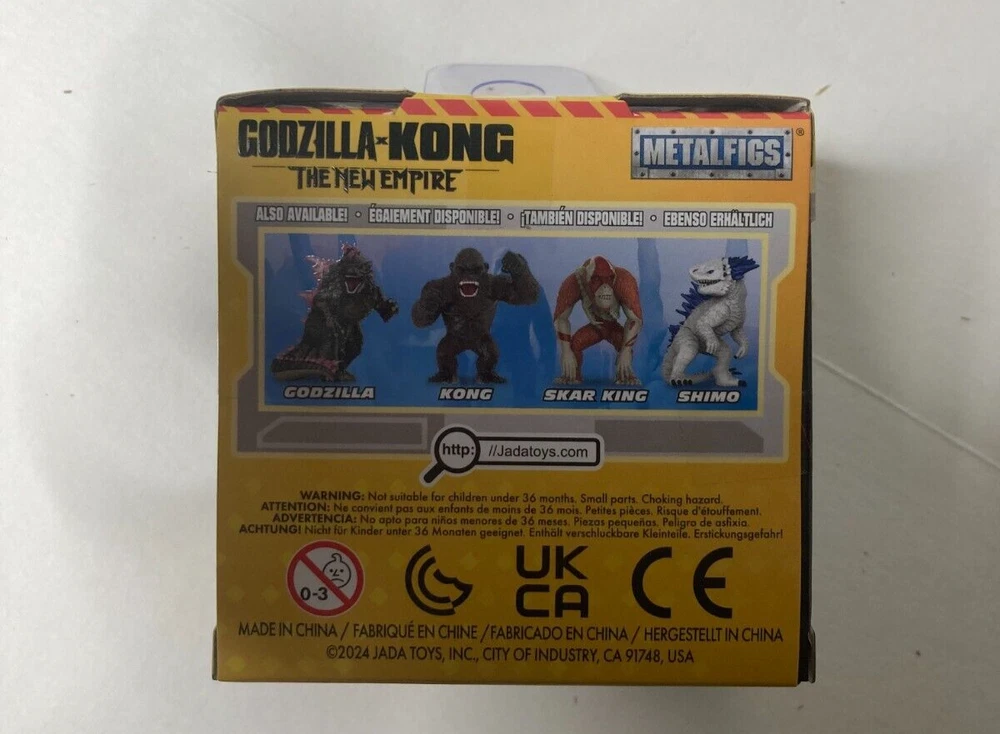 GODZILLA x KONG
THE NEW EMPIRE
METALFIGS®
ALSO AVAILABLE! • ÉGAIEMENT DISPONIBLE! • ¡TAMBIÉN DISPONIBLE! • EBENSO ERHÄLTLICH
GODZILLA KONG SKAR KING SHIMO
http: //Jadatoys.com
WARNING: Not suitable for children under 36 months. Small parts. Choking hazard.
ATTENTION: Ne convient pas aux enfants de moins de 36 mois. Petites pièces. Risque d'étouffement.
ADVERTENCIA: No apto para niños menores de 36 meses. Piezas pequeñas. Peligro de asfixia.
ACHTUNG! Nicht für Kinder unter 36 Monaten geeignet. Enthält verschluckbare Kleinteile. Erstickungsgefahr!
0-3
UK
CA
CE
MADE IN CHINA / FABRIQUÉ EN CHINE / FABRICADO EN CHINA / HERGESTELLT IN CHINA
©2024 JADA TOYS, INC., CITY OF INDUSTRY, CA 91748, USA